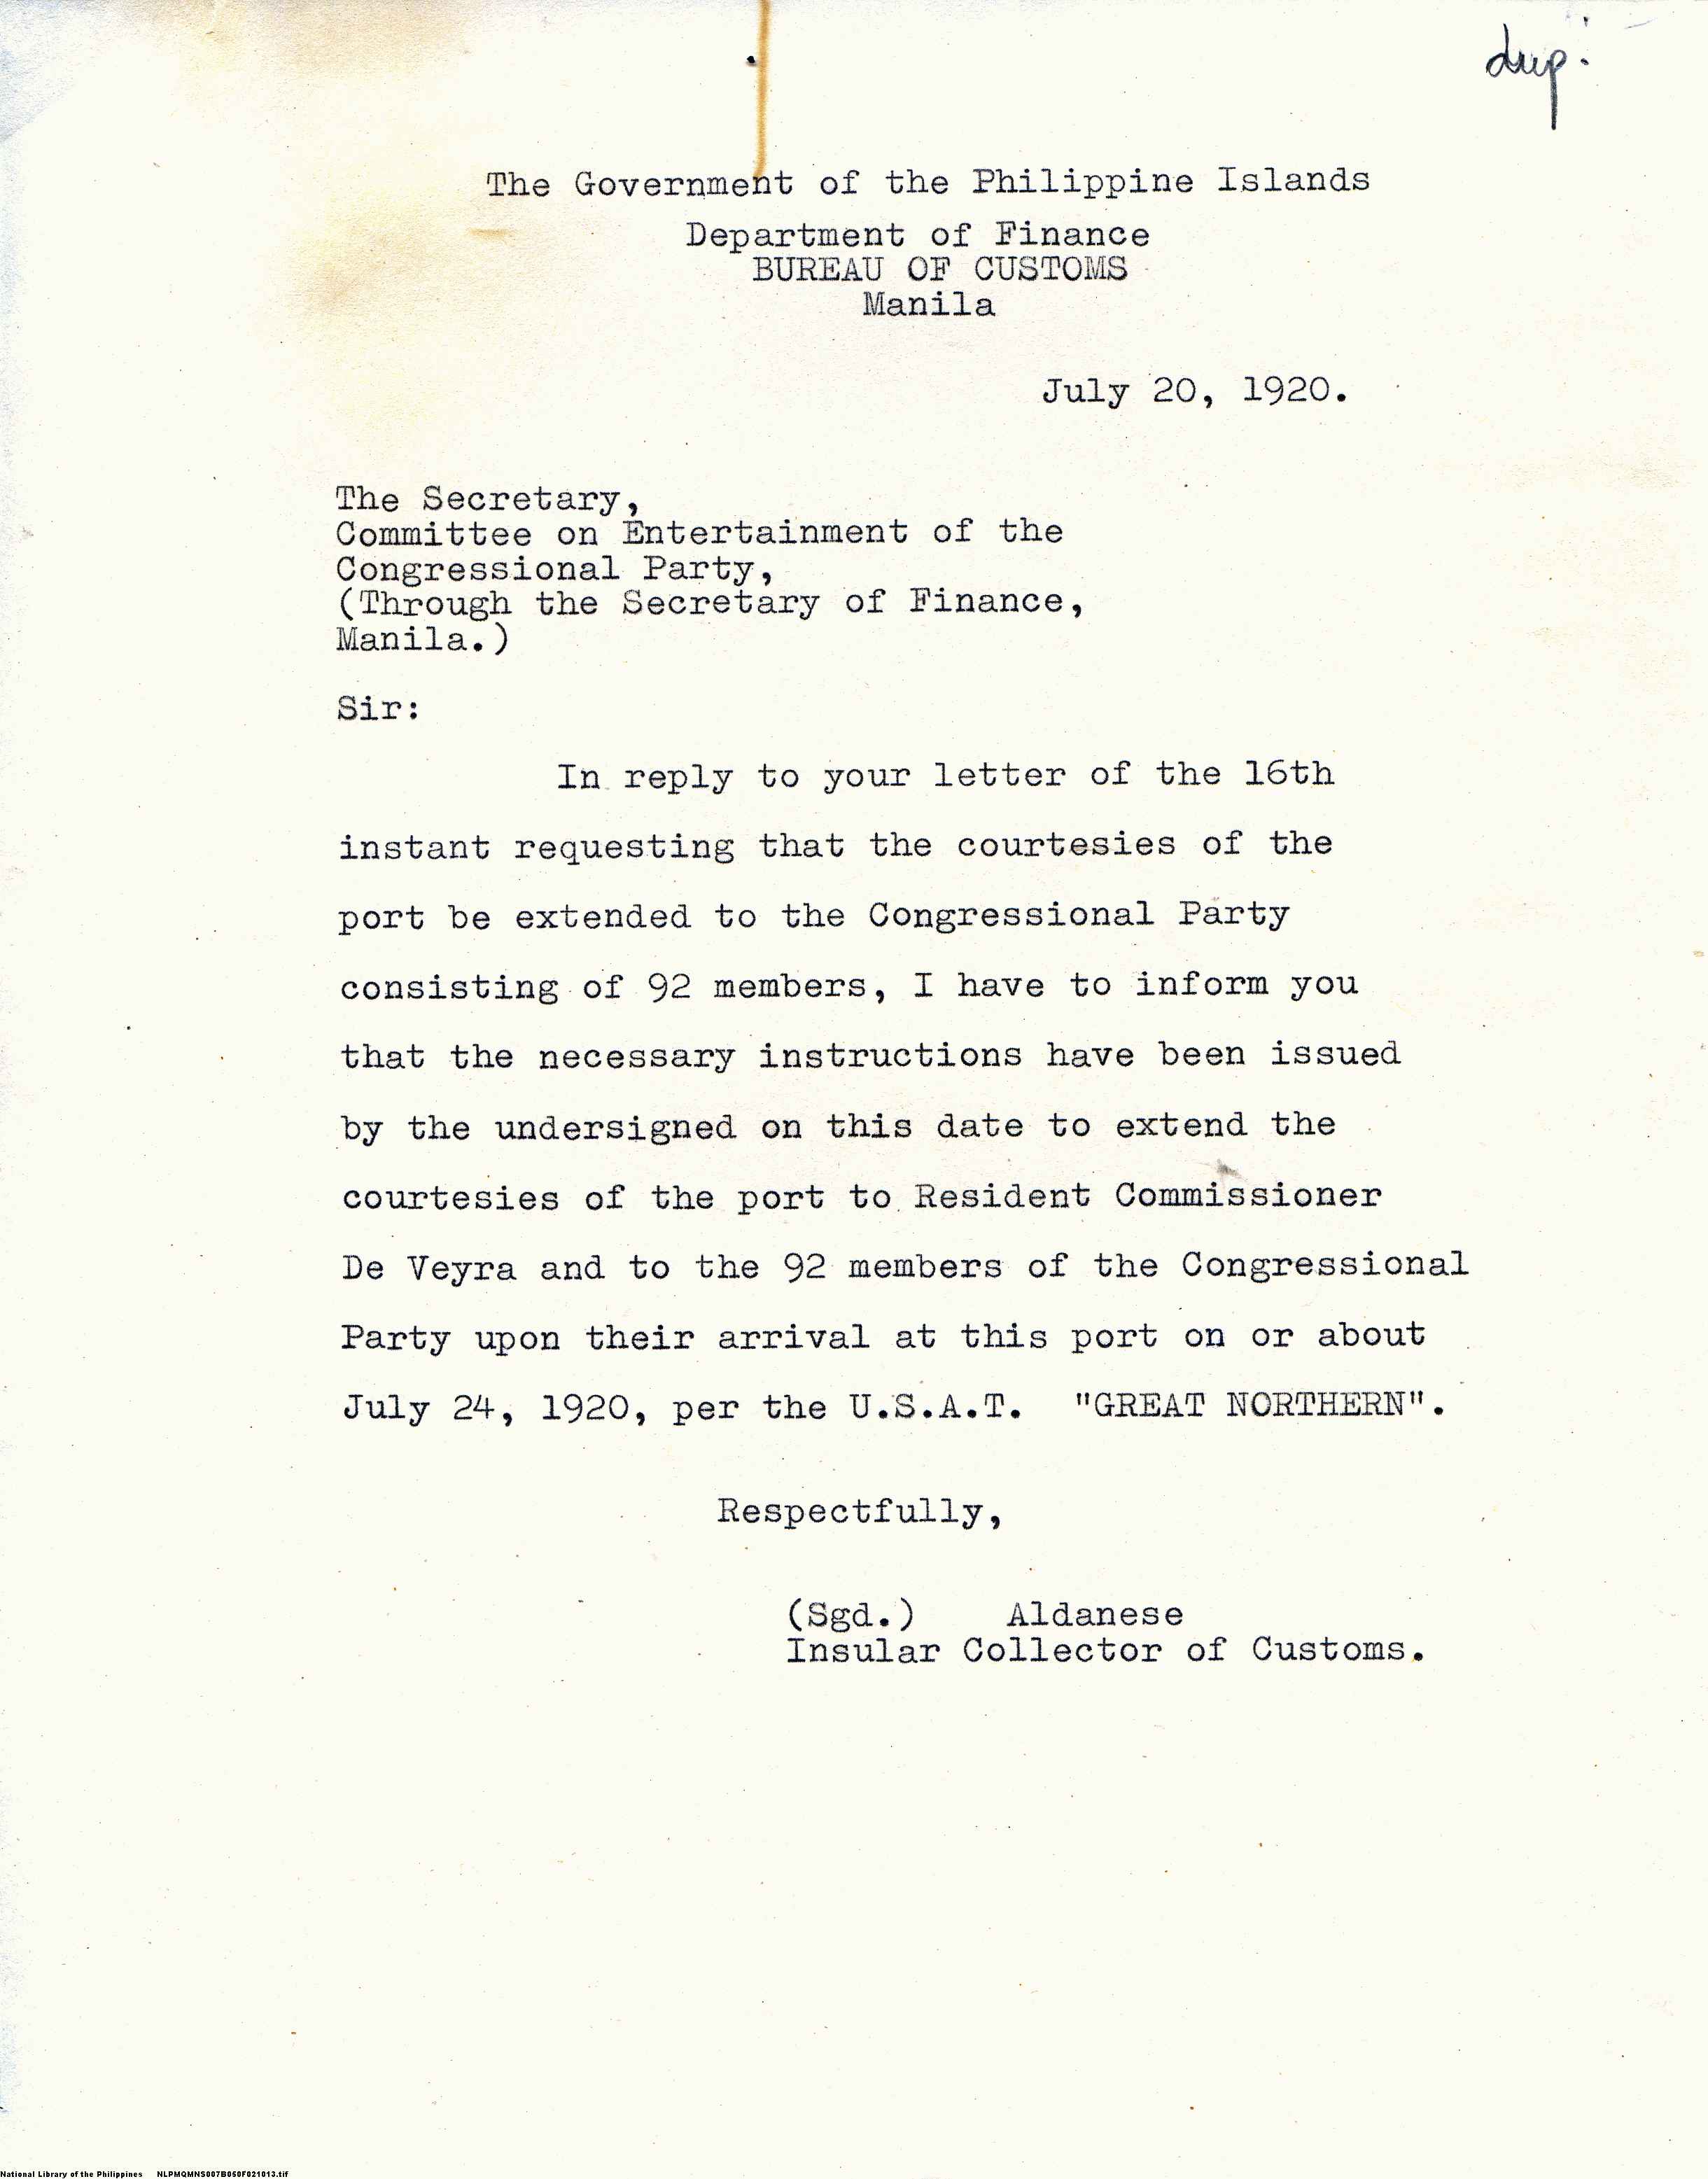 dup.
The Government of the Philippine Islands
Department of Finance
BUREAU OF CUSTOMS
Manila
July 20, 1920.
The Secretary,
Committee on Entertainment of the
Congressional Party,
(Through the Secretary of Finance,
Manila.)
Sir:
In reply to your letter of the 16th
instant requesting that the courtesies of the
port be extended to the Congressional Party
consisting of 92 members, I have to inform you
that the necessary instructions have been issued
by the undersigned on this date to extend the
courtesies of the port to Resident Commissioner
De Veyra and to the 92 members of the Congressional
Party upon their arrival at this port on or about
July 24, 1920, per the U.S.A.T. "GREAT NORTHERN".
Respectfully,
(Sgd.) Aldanese
Insular Collector of Customs.
National Library of the Philippines NLPMQMNS007B050F021013.tif